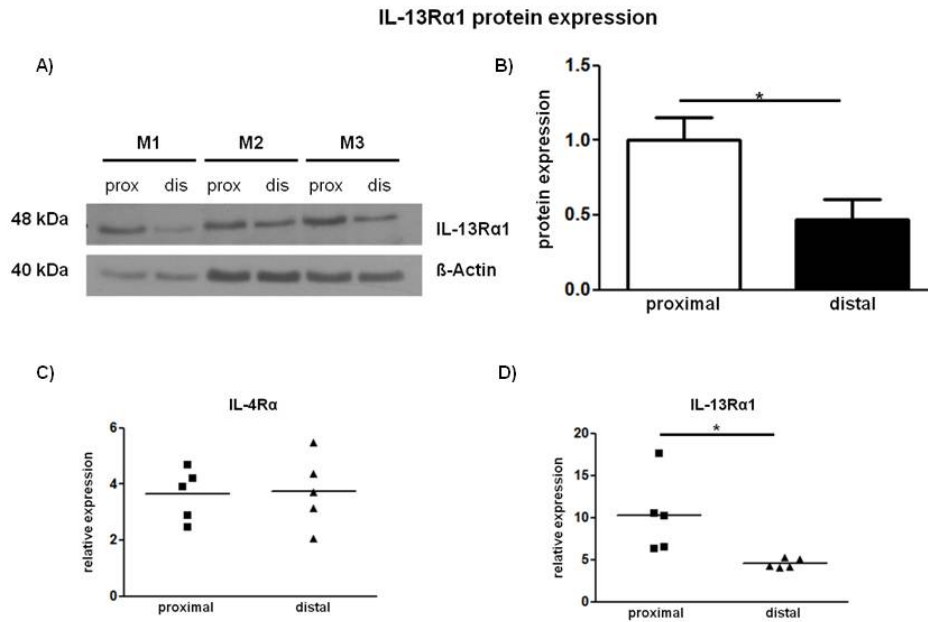 IL-13Rα1 protein expression
A)
M1 M2 M3
prox dis prox dis prox dis
48 kDa
IL-13Rα1
40 kDa
ß-Actin
B)
protein expression
1.5
1.0
0.5
0.0
*
proximal distal
C)
IL-4Rα
relative expression
6
4
2
0
proximal distal
D)
IL-13Rα1
relative expression
20
15
10
5
0
*
proximal distal